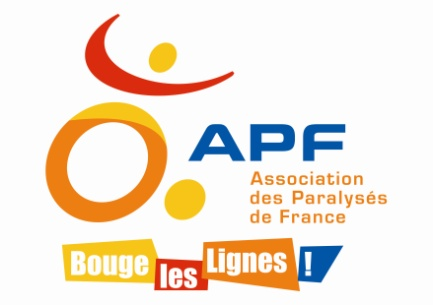 APF
Association
des Paralysés
de France
Bouge les Lignes !